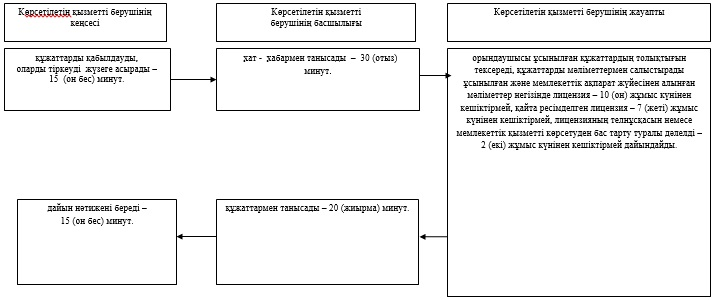 Көрсетілетін қызметті берушінің
кеңсесі
Көрсетілетін қызметті
берушінің басшылығы
Көрсетілетін қызметті берушінің жауапты
құжаттарды қабылдауды,
оларды тіркеуді жүзеге асырады –
15 (он бес) минут.
хат - хабармен танысады – 30 (отыз)
минут.
орындаушысы ұсынылған құжаттардың толықтығын
тексереді, құжаттарды мәліметтермен салыстырады
ұсынылған және мемлекеттік ақпарат жүйесінен алынған
мәліметтер негізінде лицензия – 10 (он) жұмыс күнінен
кешіктірмей, қайта ресімделген лицензия – 7 (жеті) жұмыс
күнінен кешіктірмей, лицензияның телнұсқасын немесе
мемлекеттік қызметті көрсетуден бас тарту туралы дәлелді –
2 (екі) жұмыс күнінен кешіктірмей дайындайды.
дайын нәтижені береді –
15 (он бес) минут.
құжаттармен танысады – 20 (жиырма) минут.